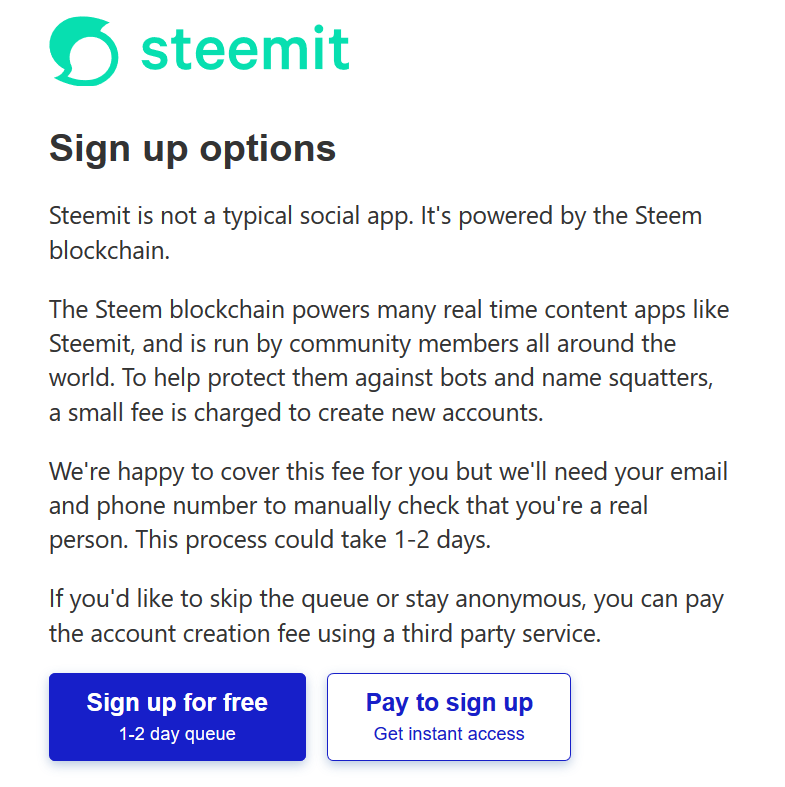 steemit
Sign up options
Steemit is not a typical social app. It's powered by the Steem
blockchain.
The Steem blockchain powers many real time content apps like
Steemit, and is run by community members all around the
world. To help protect them against bots and name squatters,
a small fee is charged to create new accounts.
We're happy to cover this fee for you but we'll need your email
and phone number to manually check that you're a real
person. This process could take 1-2 days.
If you'd like to skip the queue or stay anonymous, you can pay
the account creation fee using a third party service.
Sign up for free
1-2 day queue
Pay to sign up
Get instant access